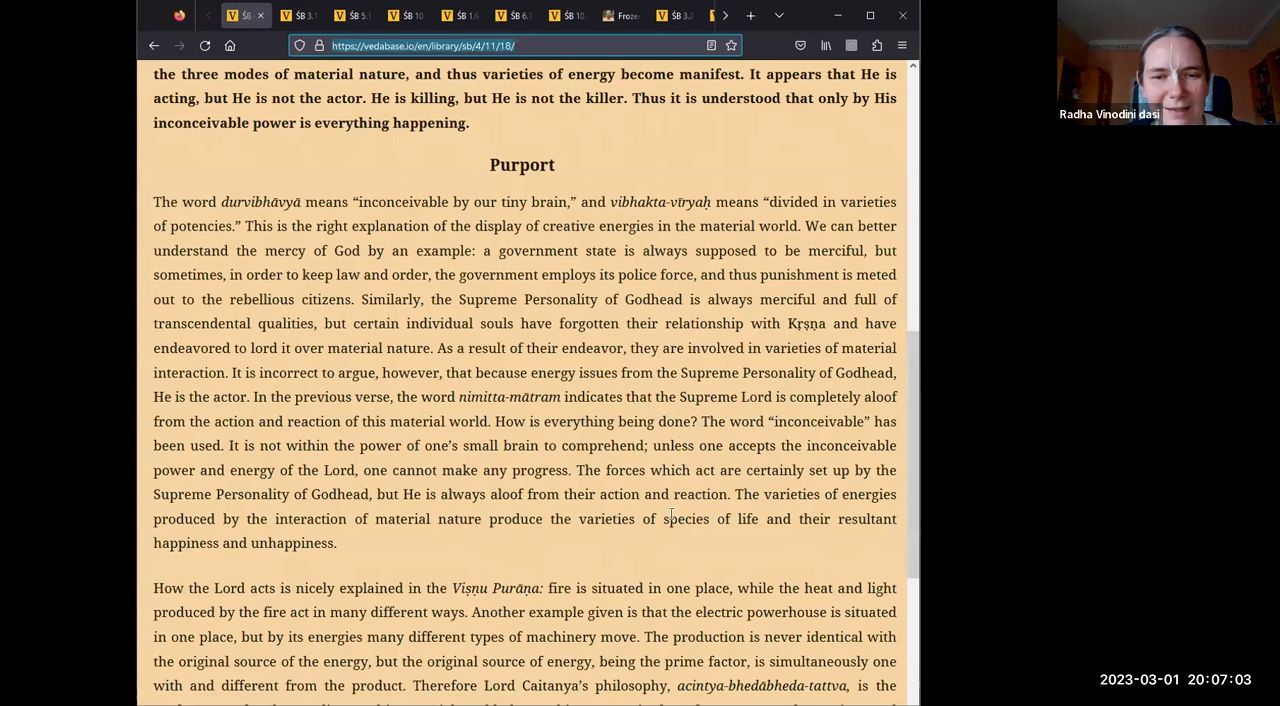 ŚB
ŚB 3.1
ŚB 5.1
ŚB 10
ŚB 1.9
ŚB 6.1
ŚB 10
Froze
ŚB 3.2
https://vedabase.io/en/library/sb/4/11/18/
the three modes of material nature, and thus varieties of energy become manifest. It appears that He is
acting, but He is not the actor. He is killing, but He is not the killer. Thus it is understood that only by His
inconceivable power is everything happening.
Purport
The word durvibhāvyā means “inconceivable by our tiny brain,” and vibhakta-vīryaḥ means “divided in varieties
of potencies.” This is the right explanation of the display of creative energies in the material world. We can better
understand the mercy of God by an example: a government state is always supposed to be merciful, but
sometimes, in order to keep law and order, the government employs its police force, and thus punishment is meted
out to the rebellious citizens. Similarly, the Supreme Personality of Godhead is always merciful and full of
transcendental qualities, but certain individual souls have forgotten their relationship with Kṛṣṇa and have
endeavored to lord it over material nature. As a result of their endeavor, they are involved in varieties of material
interaction. It is incorrect to argue, however, that because energy issues from the Supreme Personality of Godhead,
He is the actor. In the previous verse, the word nimitta-mātram indicates that the Supreme Lord is completely aloof
from the action and reaction of this material world. How is everything being done? The word “inconceivable” has
been used. It is not within the power of one’s small brain to comprehend; unless one accepts the inconceivable
power and energy of the Lord, one cannot make any progress. The forces which act are certainly set up by the
Supreme Personality of Godhead, but He is always aloof from their action and reaction. The varieties of energies
produced by the interaction of material nature produce the varieties of species of life and their resultant
happiness and unhappiness.
How the Lord acts is nicely explained in the Viṣṇu Purāṇa: fire is situated in one place, while the heat and light
produced by the fire act in many different ways. Another example given is that the electric powerhouse is situated
in one place, but by its energies many different types of machinery move. The production is never identical with
the original source of the energy, but the original source of energy, being the prime factor, is simultaneously one
with and different from the product. Therefore Lord Caitanya’s philosophy, acintya-bhedābheda-tattva, is the
Radha Vinodini dasi
2023-03-01 20:07:03